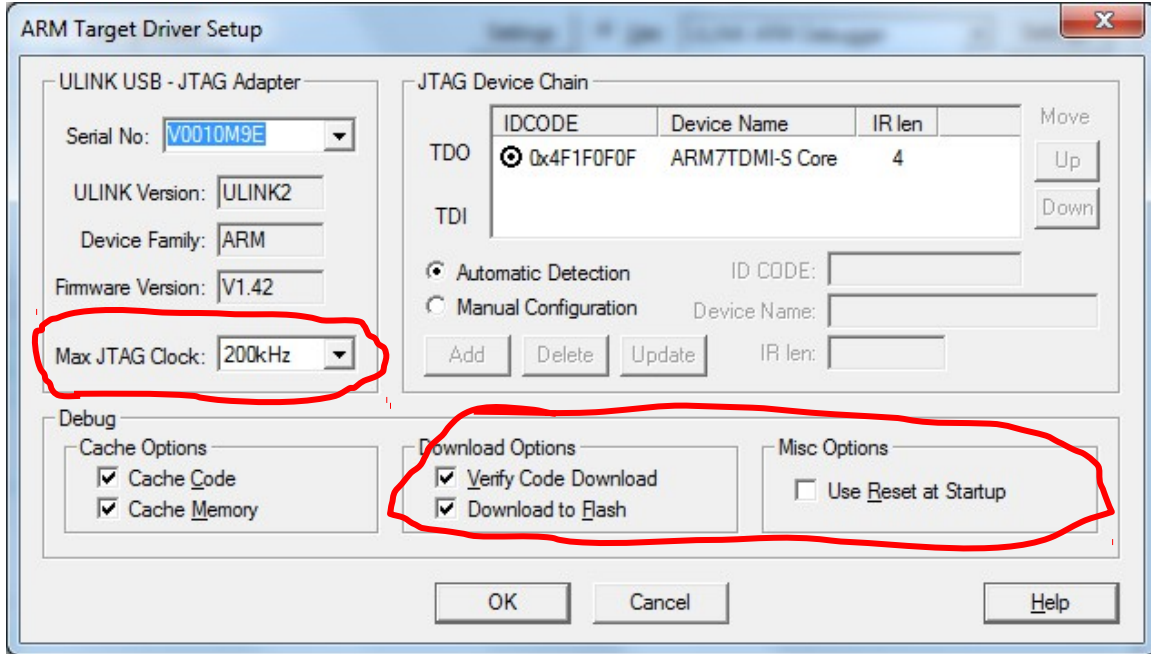 ARM Target Driver Setup
ULINK USB - JTAG Adapter
Serial No: V0010M9E
ULINK Version: ULINK2
Device Family: ARM
Firmware Version: V1.42
Max JTAG Clock: 200kHz
JTAG Device Chain
IDCODE Device Name IR len
TDO 0x4F1F0F0F ARM7TDMI-S Core 4
TDI
Move
Up
Down
Automatic Detection
Manual Configuration
ID CODE:
Device Name:
Add Delete Update IR len:
Debug
Cache Options
Cache Code
Cache Memory
Download Options
Verify Code Download
Download to Flash
Misc Options
Use Reset at Startup
OK Cancel Help